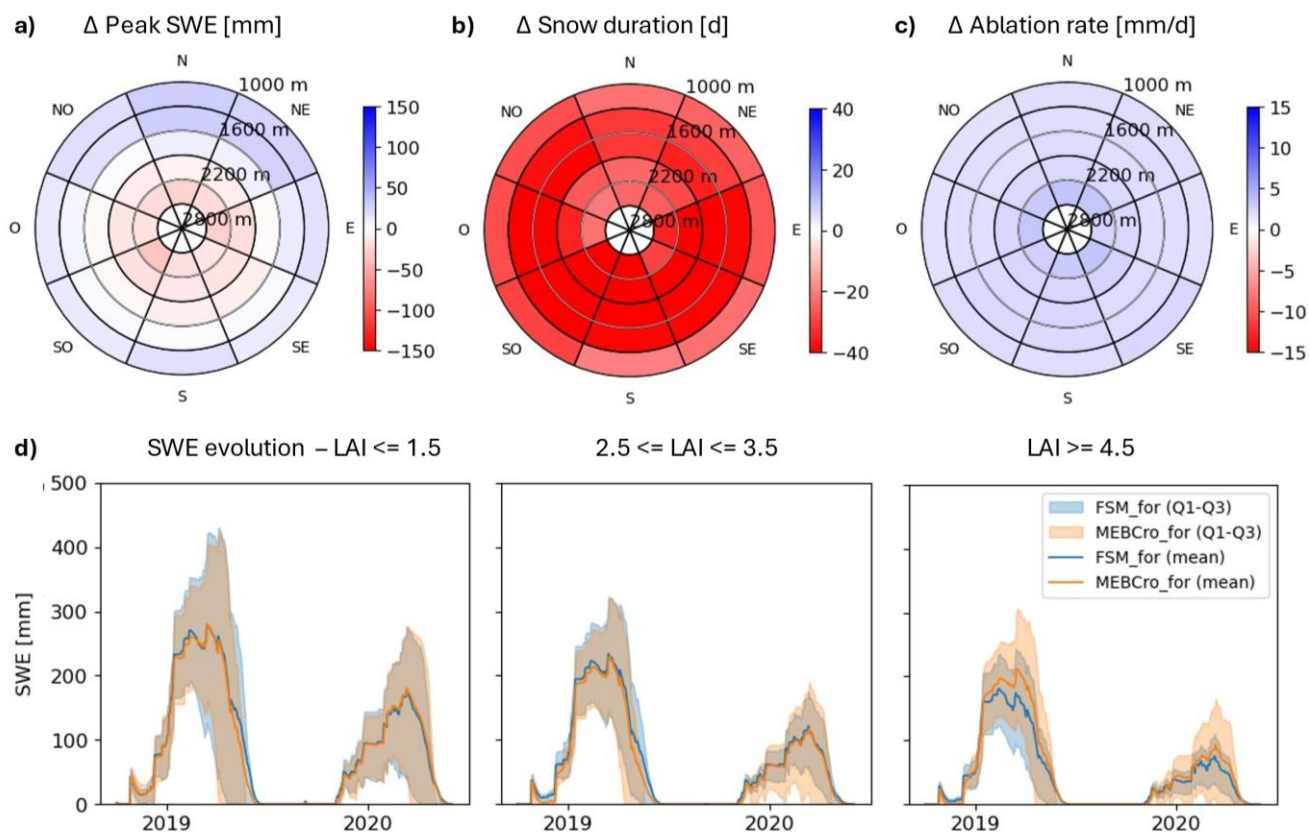 a) Δ Peak SWE [mm]
b) Δ Snow duration [d]
c) Δ Ablation rate [mm/d]
N
1000 m
NO
NE
1600 m
2200 m
2800 m
O
E
SO
SE
S
150
100
50
0
−50
−100
−150
N
1000 m
NE
1600 m
2200 m
2800 m
O
E
SO
SE
S
40
20
0
−20
−40
N
1000 m
NO
NE
1600 m
2200 m
2800 m
O
E
SO
SE
S
15
10
5
0
−5
−10
−15
d) SWE evolution – LAI <= 1.5
2.5 <= LAI <= 3.5
LAI >= 4.5
SWE [mm]
500
400
300
200
100
0
2019 2020
2019 2020
2019 2020
FSM_for (Q1-Q3)
MEBCro_for (Q1-Q3)
FSM_for (mean)
MEBCro_for (mean)